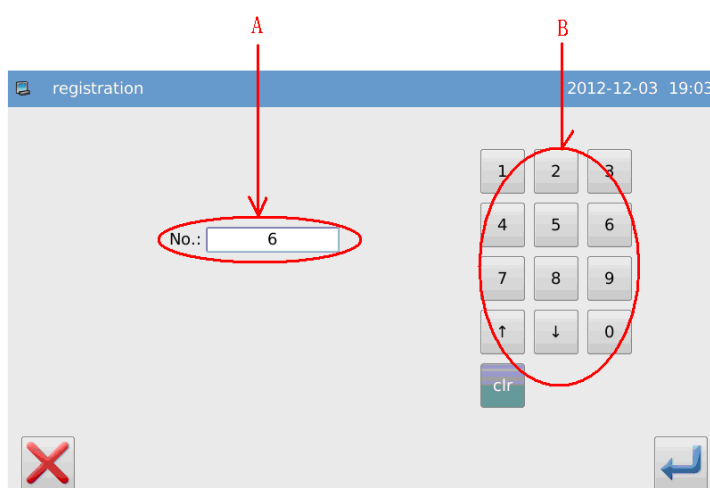 A B
registration 2012-12-03 19:03
1 2 3
No.: 6
4 5 6
7 8 9
↑ ↓ 0
clr